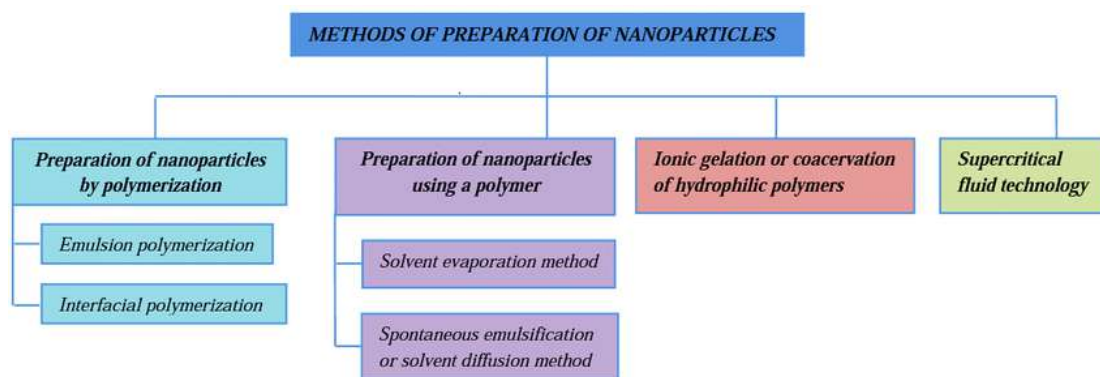 METHODS OF PREPARATION OF NANOPARTICLES
Preparation of nanoparticles
by polymerization
Emulsion polymerization
Interfacial polymerization
Preparation of nanoparticles
using a polymer
Solvent evaporation method
Spontaneous emulsification
or solvent diffusion method
Ionic gelation or coacervation
of hydrophilic polymers
Supercritical
fluid technology